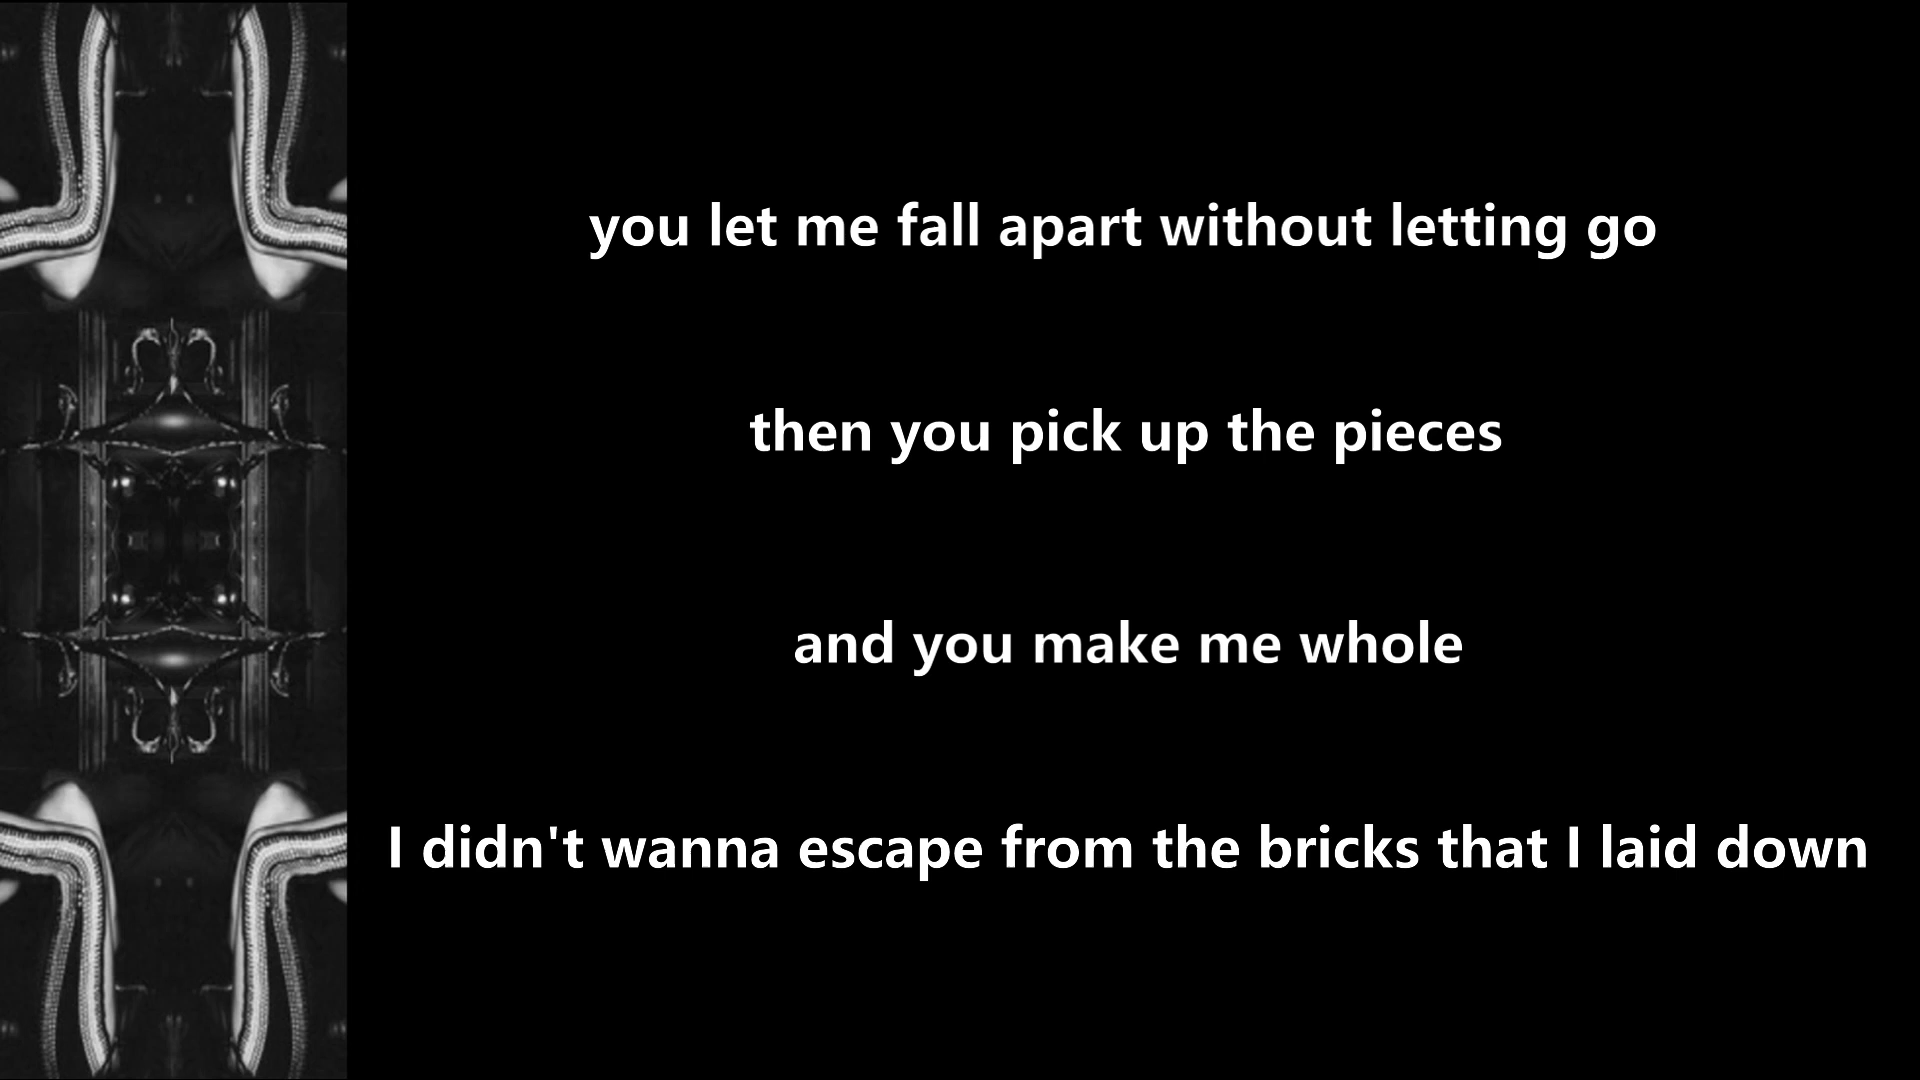 you let me fall apart without letting go
then you pick up the pieces
and you make me whole
I didn't wanna escape from the bricks that I laid down